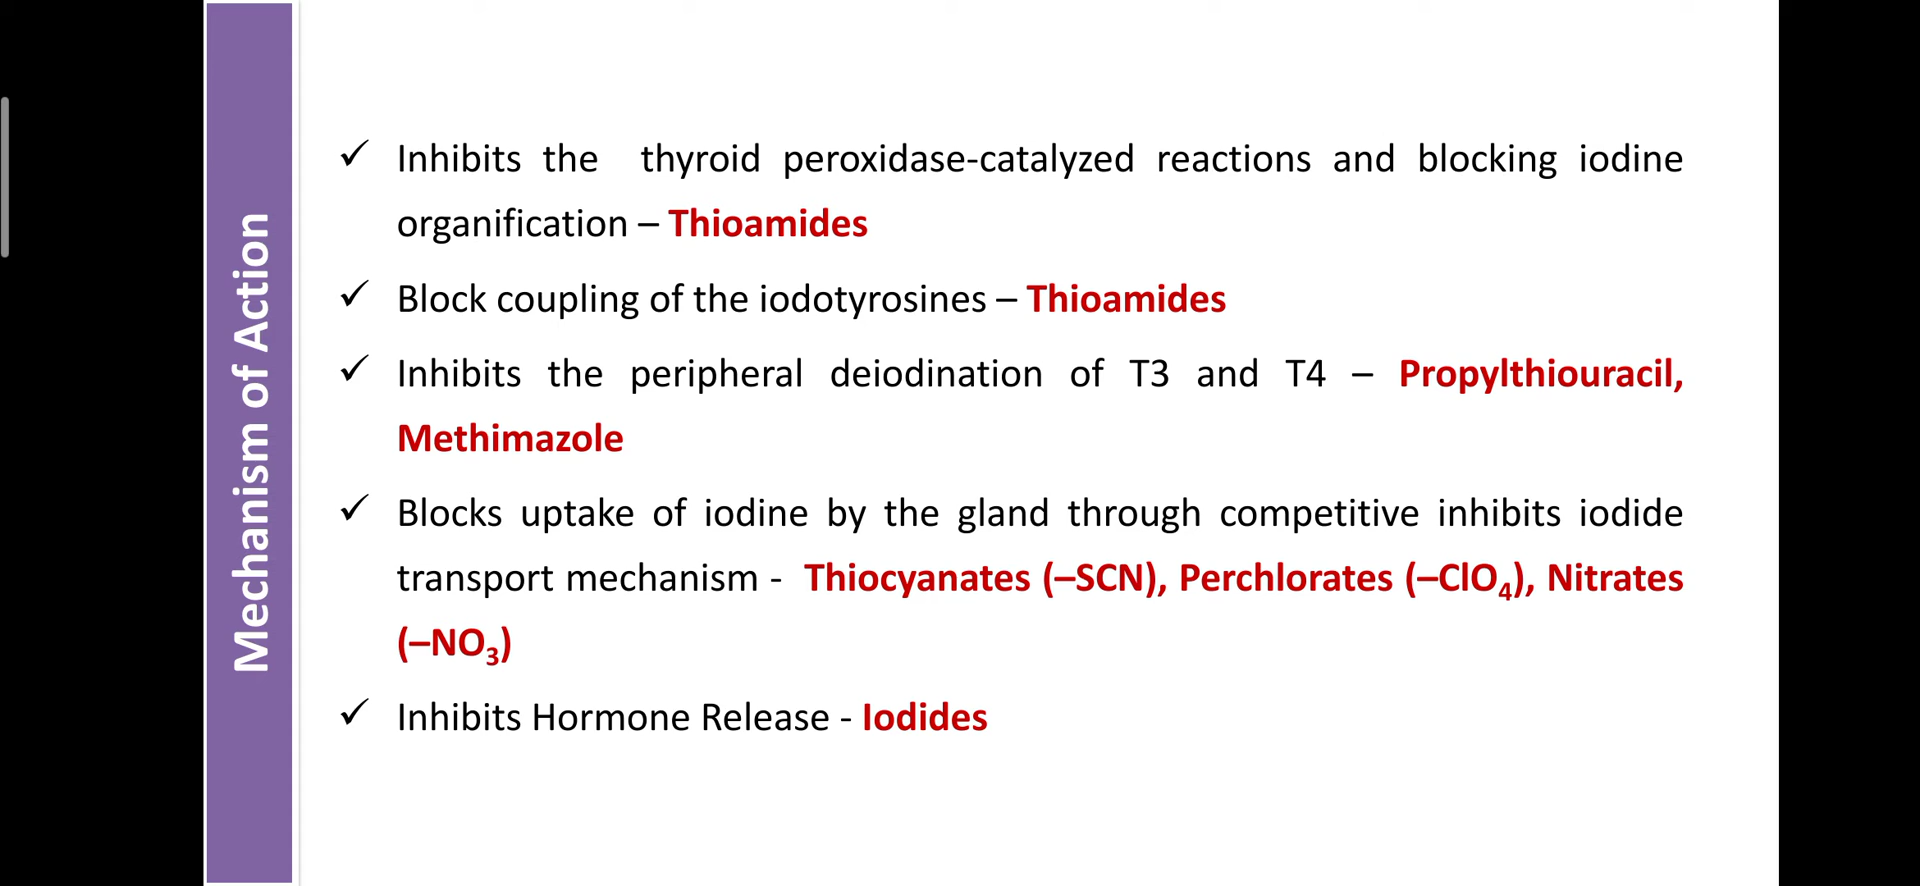 Mechanism of Action
✓ Inhibits the thyroid peroxidase-catalyzed reactions and blocking iodine
organification – Thioamides
✓ Block coupling of the iodotyrosines – Thioamides
✓ Inhibits the peripheral deiodination of T3 and T4 – Propylthiouracil,
Methimazole
✓ Blocks uptake of iodine by the gland through competitive inhibits iodide
transport mechanism - Thiocyanates (–SCN), Perchlorates (–ClO₄), Nitrates
(–NO₃)
✓ Inhibits Hormone Release - Iodides